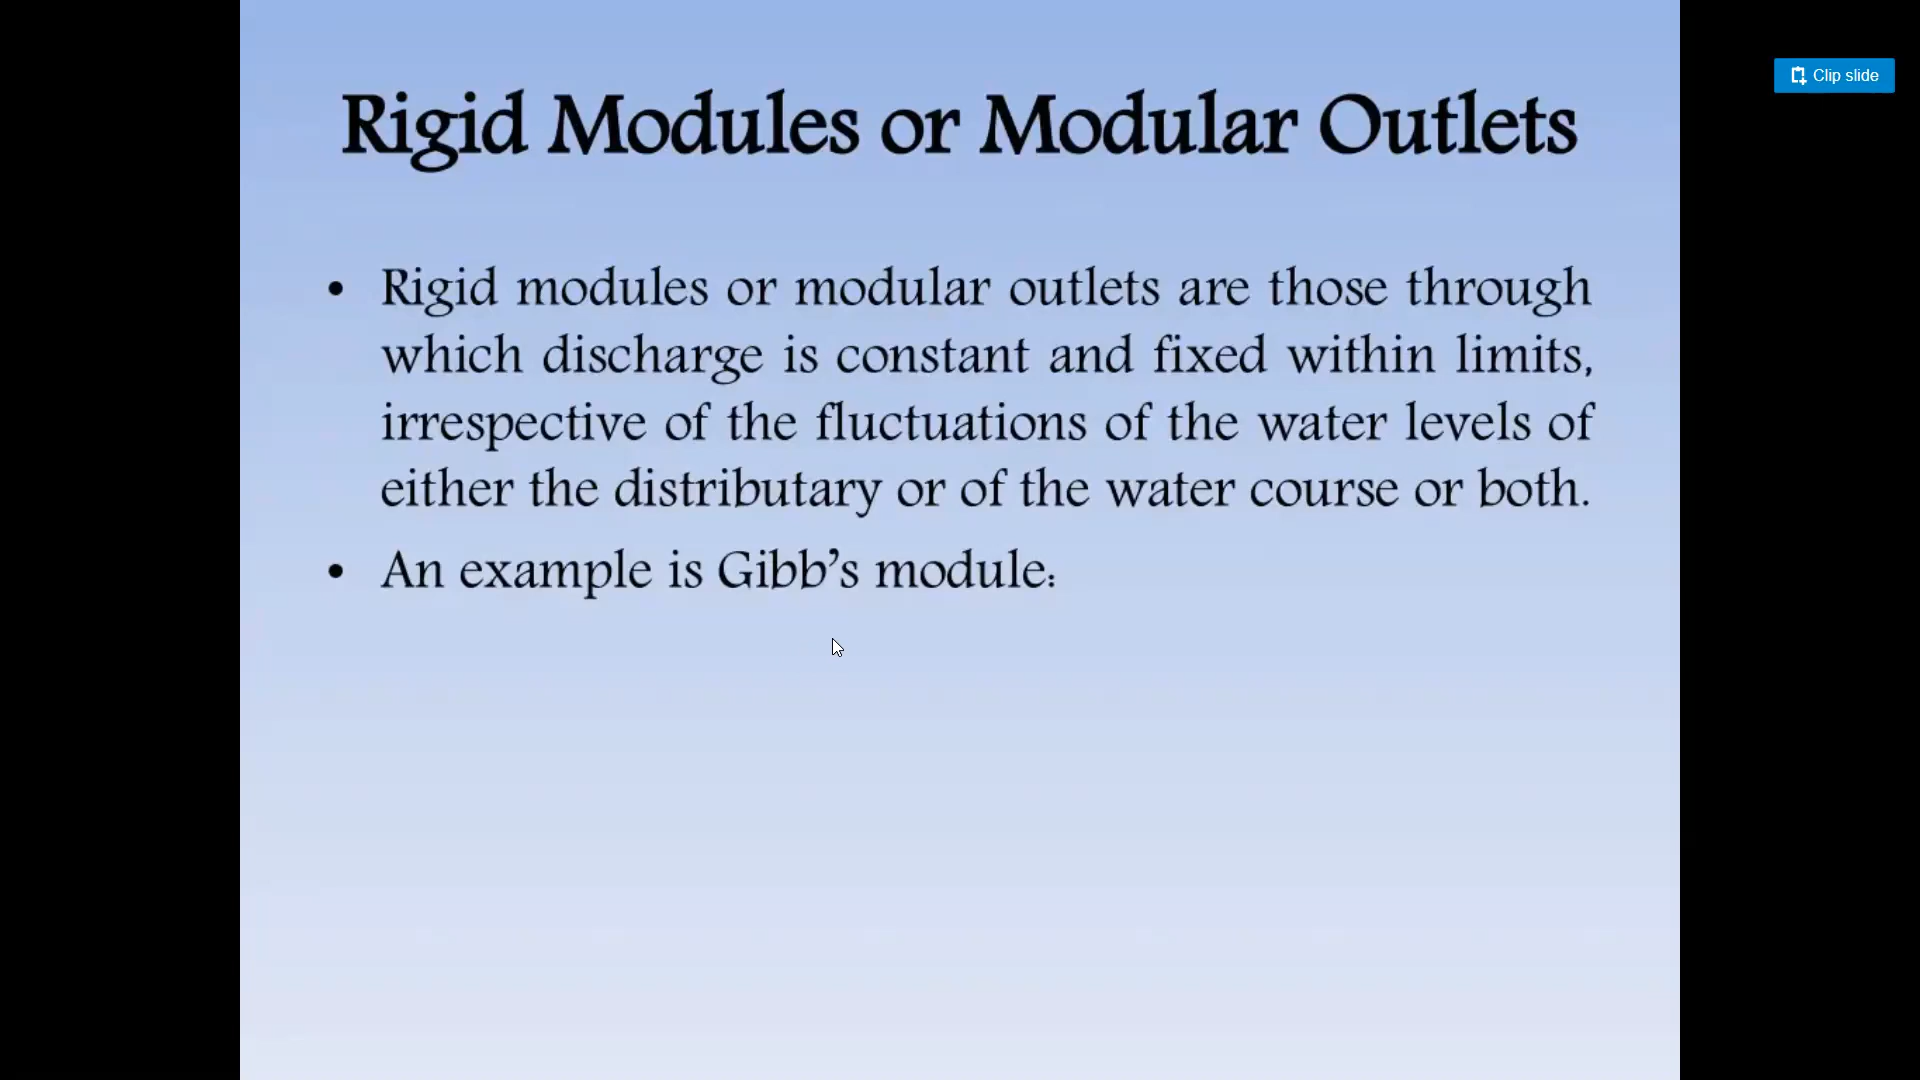 Clip slide
Rigid Modules or Modular Outlets
• Rigid modules or modular outlets are those through
which discharge is constant and fixed within limits,
irrespective of the fluctuations of the water levels of
either the distributary or of the water course or both.
• An example is Gibb’s module: